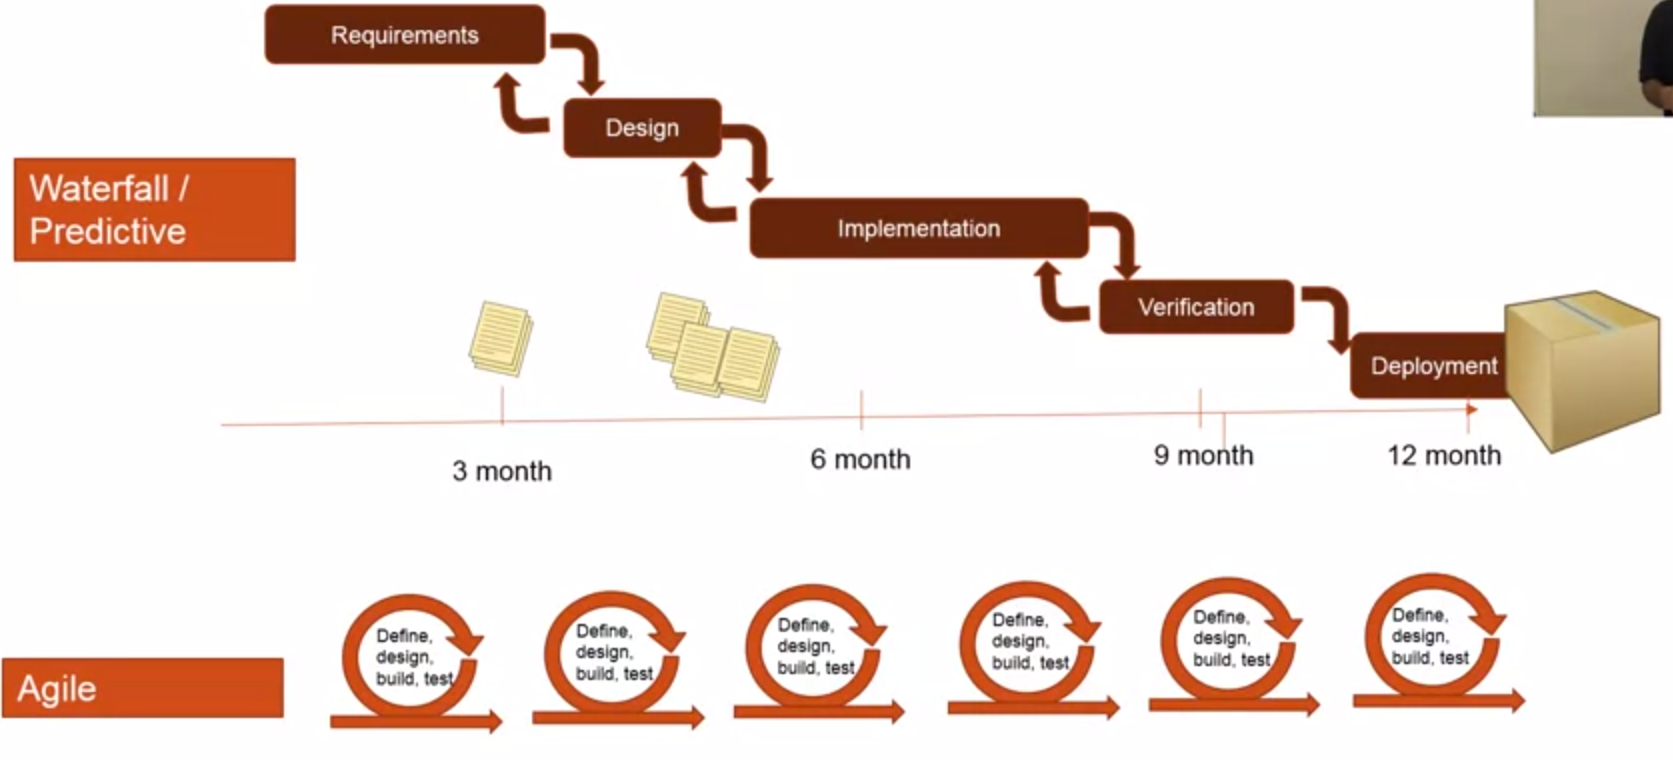 Requirements
Design
Waterfall /
Predictive
Implementation
Verification
Deployment
3 month
6 month
9 month
12 month
Agile
Define,
design,
build, test
Define,
design,
build, test
Define,
design,
build, test
Define,
design,
build, test
Define,
design,
build, test
Define,
design,
build, test